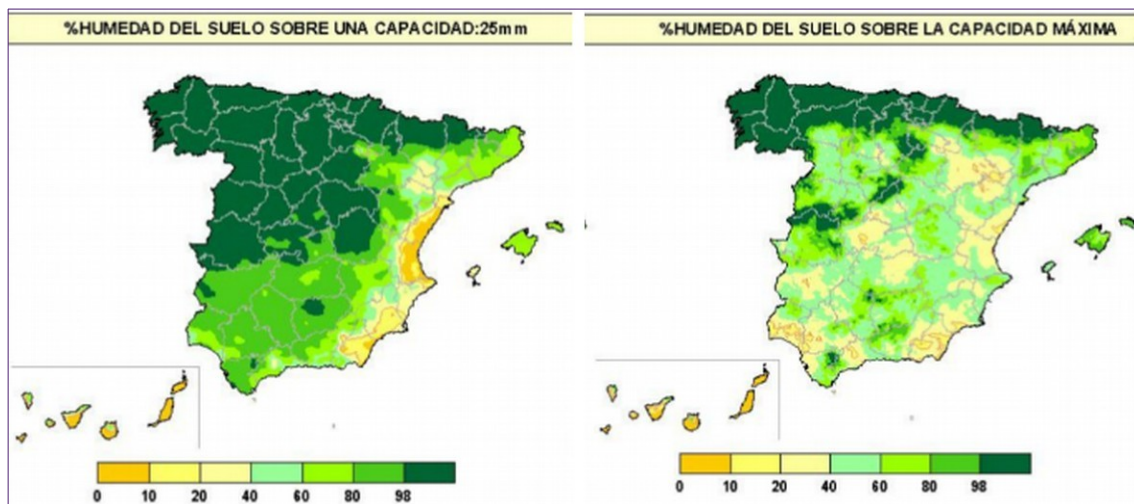 %HUMEDAD DEL SUELO SOBRE UNA CAPACIDAD:25mm
%HUMEDAD DEL SUELO SOBRE LA CAPACIDAD MÁXIMA
0 10 20 40 60 80 98
0 10 20 40 60 80 98